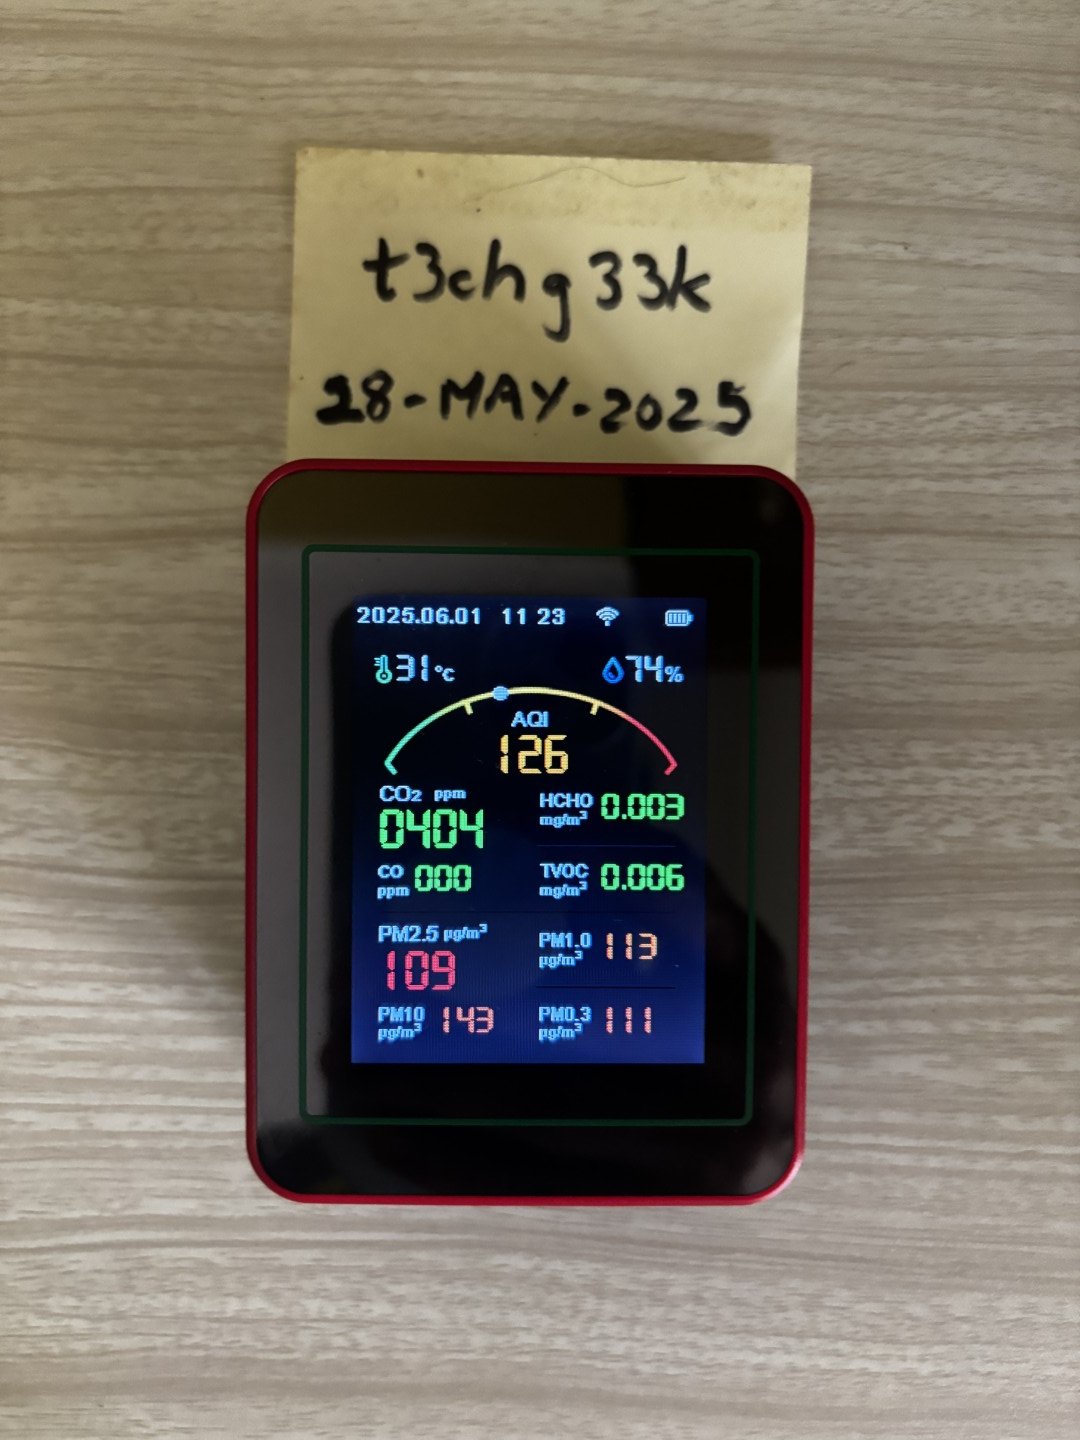 t3chg33k
28-MAY-2025
2025.06.01 11 23
31°C 74%
AQI
126
CO2 ppm
0404
HCHO mg/m³ 0.003
CO ppm 000
TVOC mg/m³ 0.006
PM2.5 µg/m³
109
PM1.0 µg/m³ 113
PM10 µg/m³ 143
PM0.3 µg/m³ 111